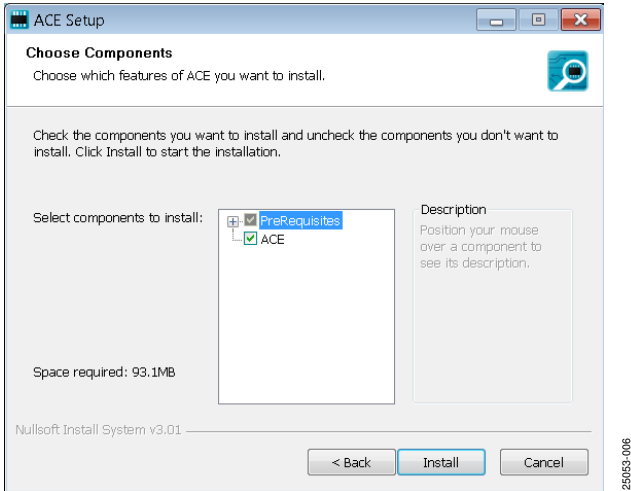 ACE Setup
Choose Components
Choose which features of ACE you want to install.
Check the components you want to install and uncheck the components you don't want to
install. Click Install to start the installation.
Select components to install:
PreRequisites
ACE
Description
Position your mouse
over a component to
see its description.
Space required: 93.1MB
Nullsoft Install System v3.01
< Back
Install
Cancel
25053-006